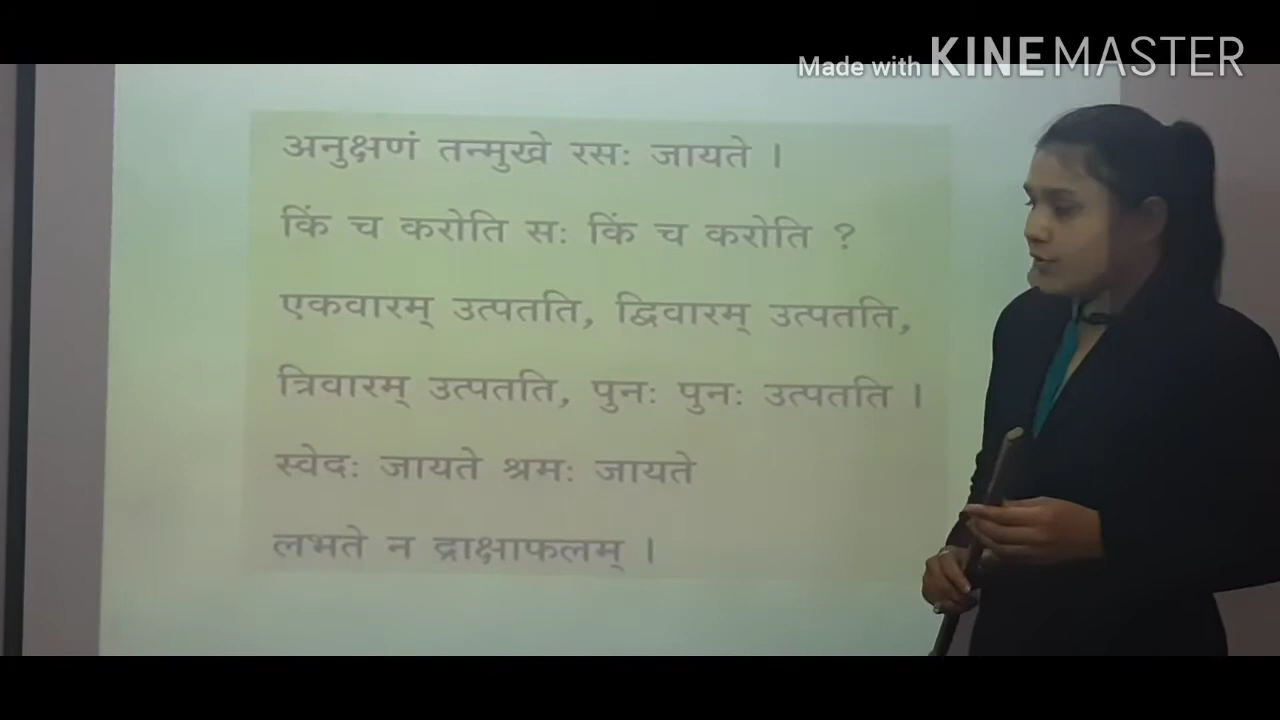 Made with KINEMASTER
अनुक्षणं तन्मुखे रसः जायते ।
किं च करोति सः किं च करोति ?
एकवारम् उत्पतति, द्विवारम् उत्पतति,
त्रिवारम् उत्पतति, पुनः पुनः उत्पतति ।
स्वेदः जायते श्रमः जायते
लभते न द्राक्षाफलम् ।